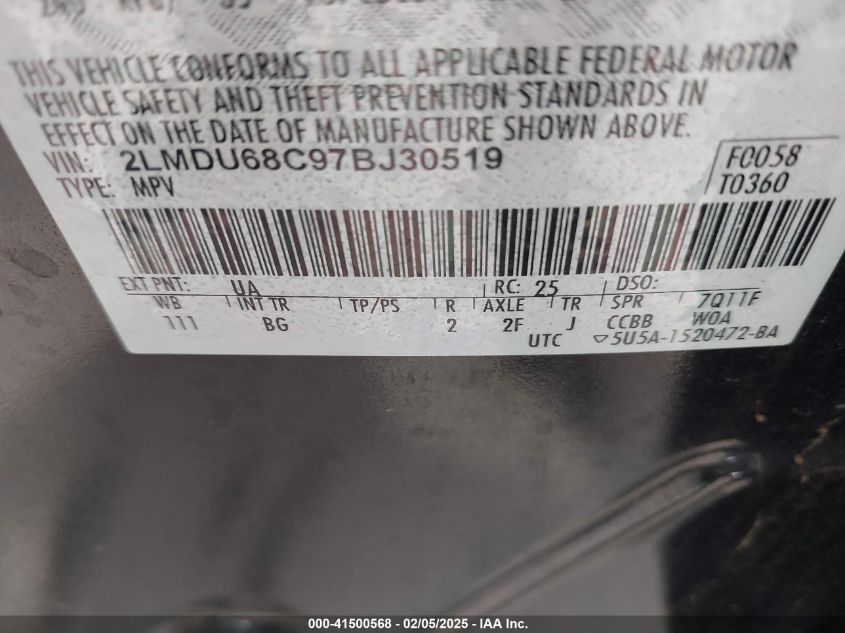 THIS VEHICLE CONFORMS TO ALL APPLICABLE FEDERAL MOTOR
VEHICLE SAFETY AND THEFT PREVENTION STANDARDS IN
EFFECT ON THE DATE OF MANUFACTURE SHOWN ABOVE.
VIN: 2LMDU68C97BJ30519 F0058
TYPE: MPV T0360
EXT PNT: UA RC: 25 DSO:
WB INT TR TP/PS R AXLE TR SPR 7Q11F
111 BG 2 2F J CCBB WOA
UTC ▽5U5A-1520472-BA
000-41500568 - 02/05/2025 - IAA Inc.